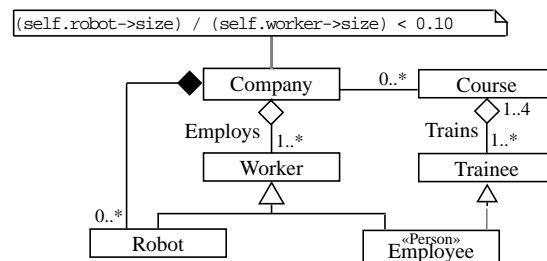 (self.robot->size) / (self.worker->size) < 0.10
Company
0..*
Course
Employs
1..*
1..4
Trains
1..*
Worker
Trainee
0..*
Robot
«Person»
Employee